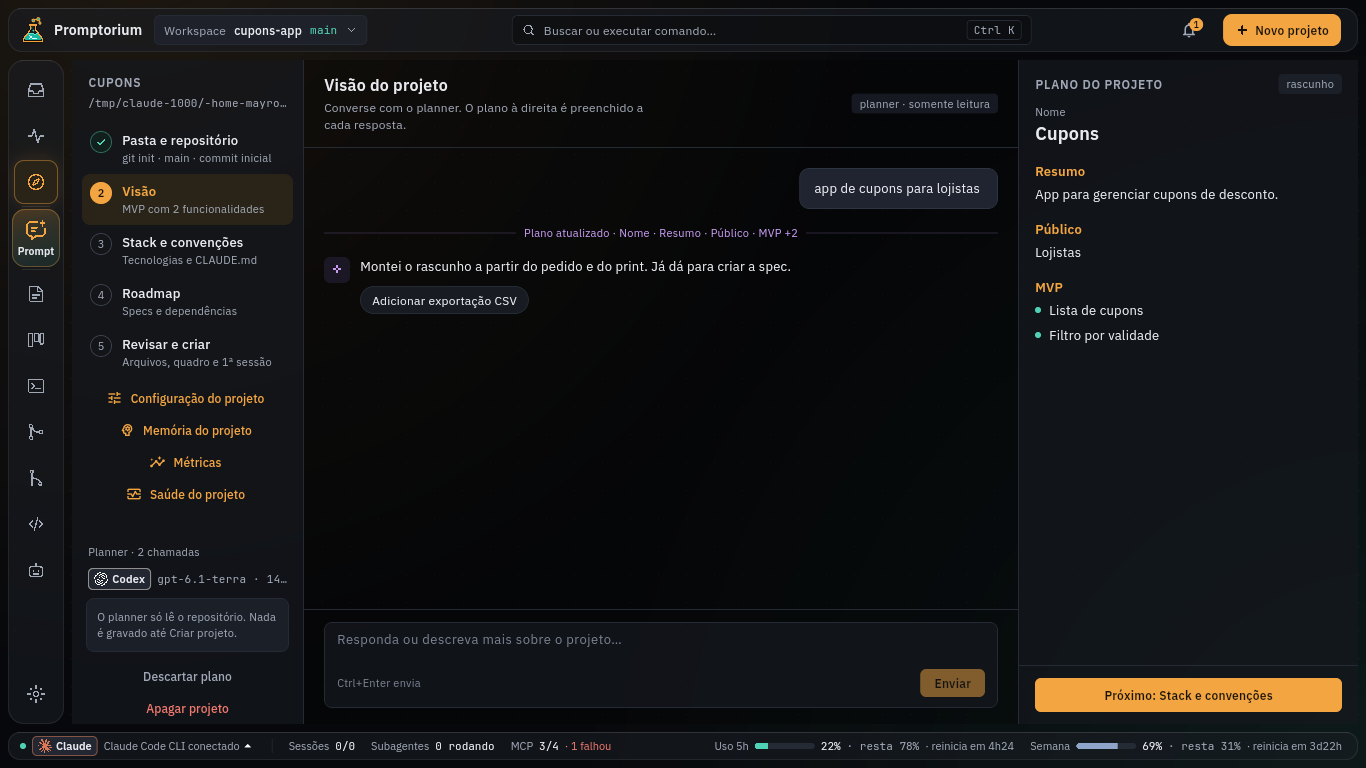 Promptorium
Workspace cupons-app main
Buscar ou executar comando...
Ctrl K
1
Novo projeto
Prompt
CUPONS
/tmp/claude-1000/-home-mayro…
Pasta e repositório
git init · main · commit inicial
2
Visão
MVP com 2 funcionalidades
3
Stack e convenções
Tecnologias e CLAUDE.md
4
Roadmap
Specs e dependências
5
Revisar e criar
Arquivos, quadro e 1ª sessão
Configuração do projeto
Memória do projeto
Métricas
Saúde do projeto
Planner · 2 chamadas
Codex gpt-6.1-terra · 14…
O planner só lê o repositório. Nada
é gravado até Criar projeto.
Descartar plano
Apagar projeto
Visão do projeto
Converse com o planner. O plano à direita é preenchido a
cada resposta.
planner · somente leitura
app de cupons para lojistas
Plano atualizado · Nome · Resumo · Público · MVP +2
Montei o rascunho a partir do pedido e do print. Já dá para criar a spec.
Adicionar exportação CSV
Responda ou descreva mais sobre o projeto…
Ctrl+Enter envia
Enviar
PLANO DO PROJETO
rascunho
Nome
Cupons
Resumo
App para gerenciar cupons de desconto.
Público
Lojistas
MVP
Lista de cupons
Filtro por validade
Próximo: Stack e convenções
Claude Claude Code CLI conectado
Sessões 0/0
Subagentes 0 rodando
MCP 3/4 · 1 falhou
Uso 5h 22% · resta 78% · reinicia em 4h24
Semana 69% · resta 31% · reinicia em 3d22h